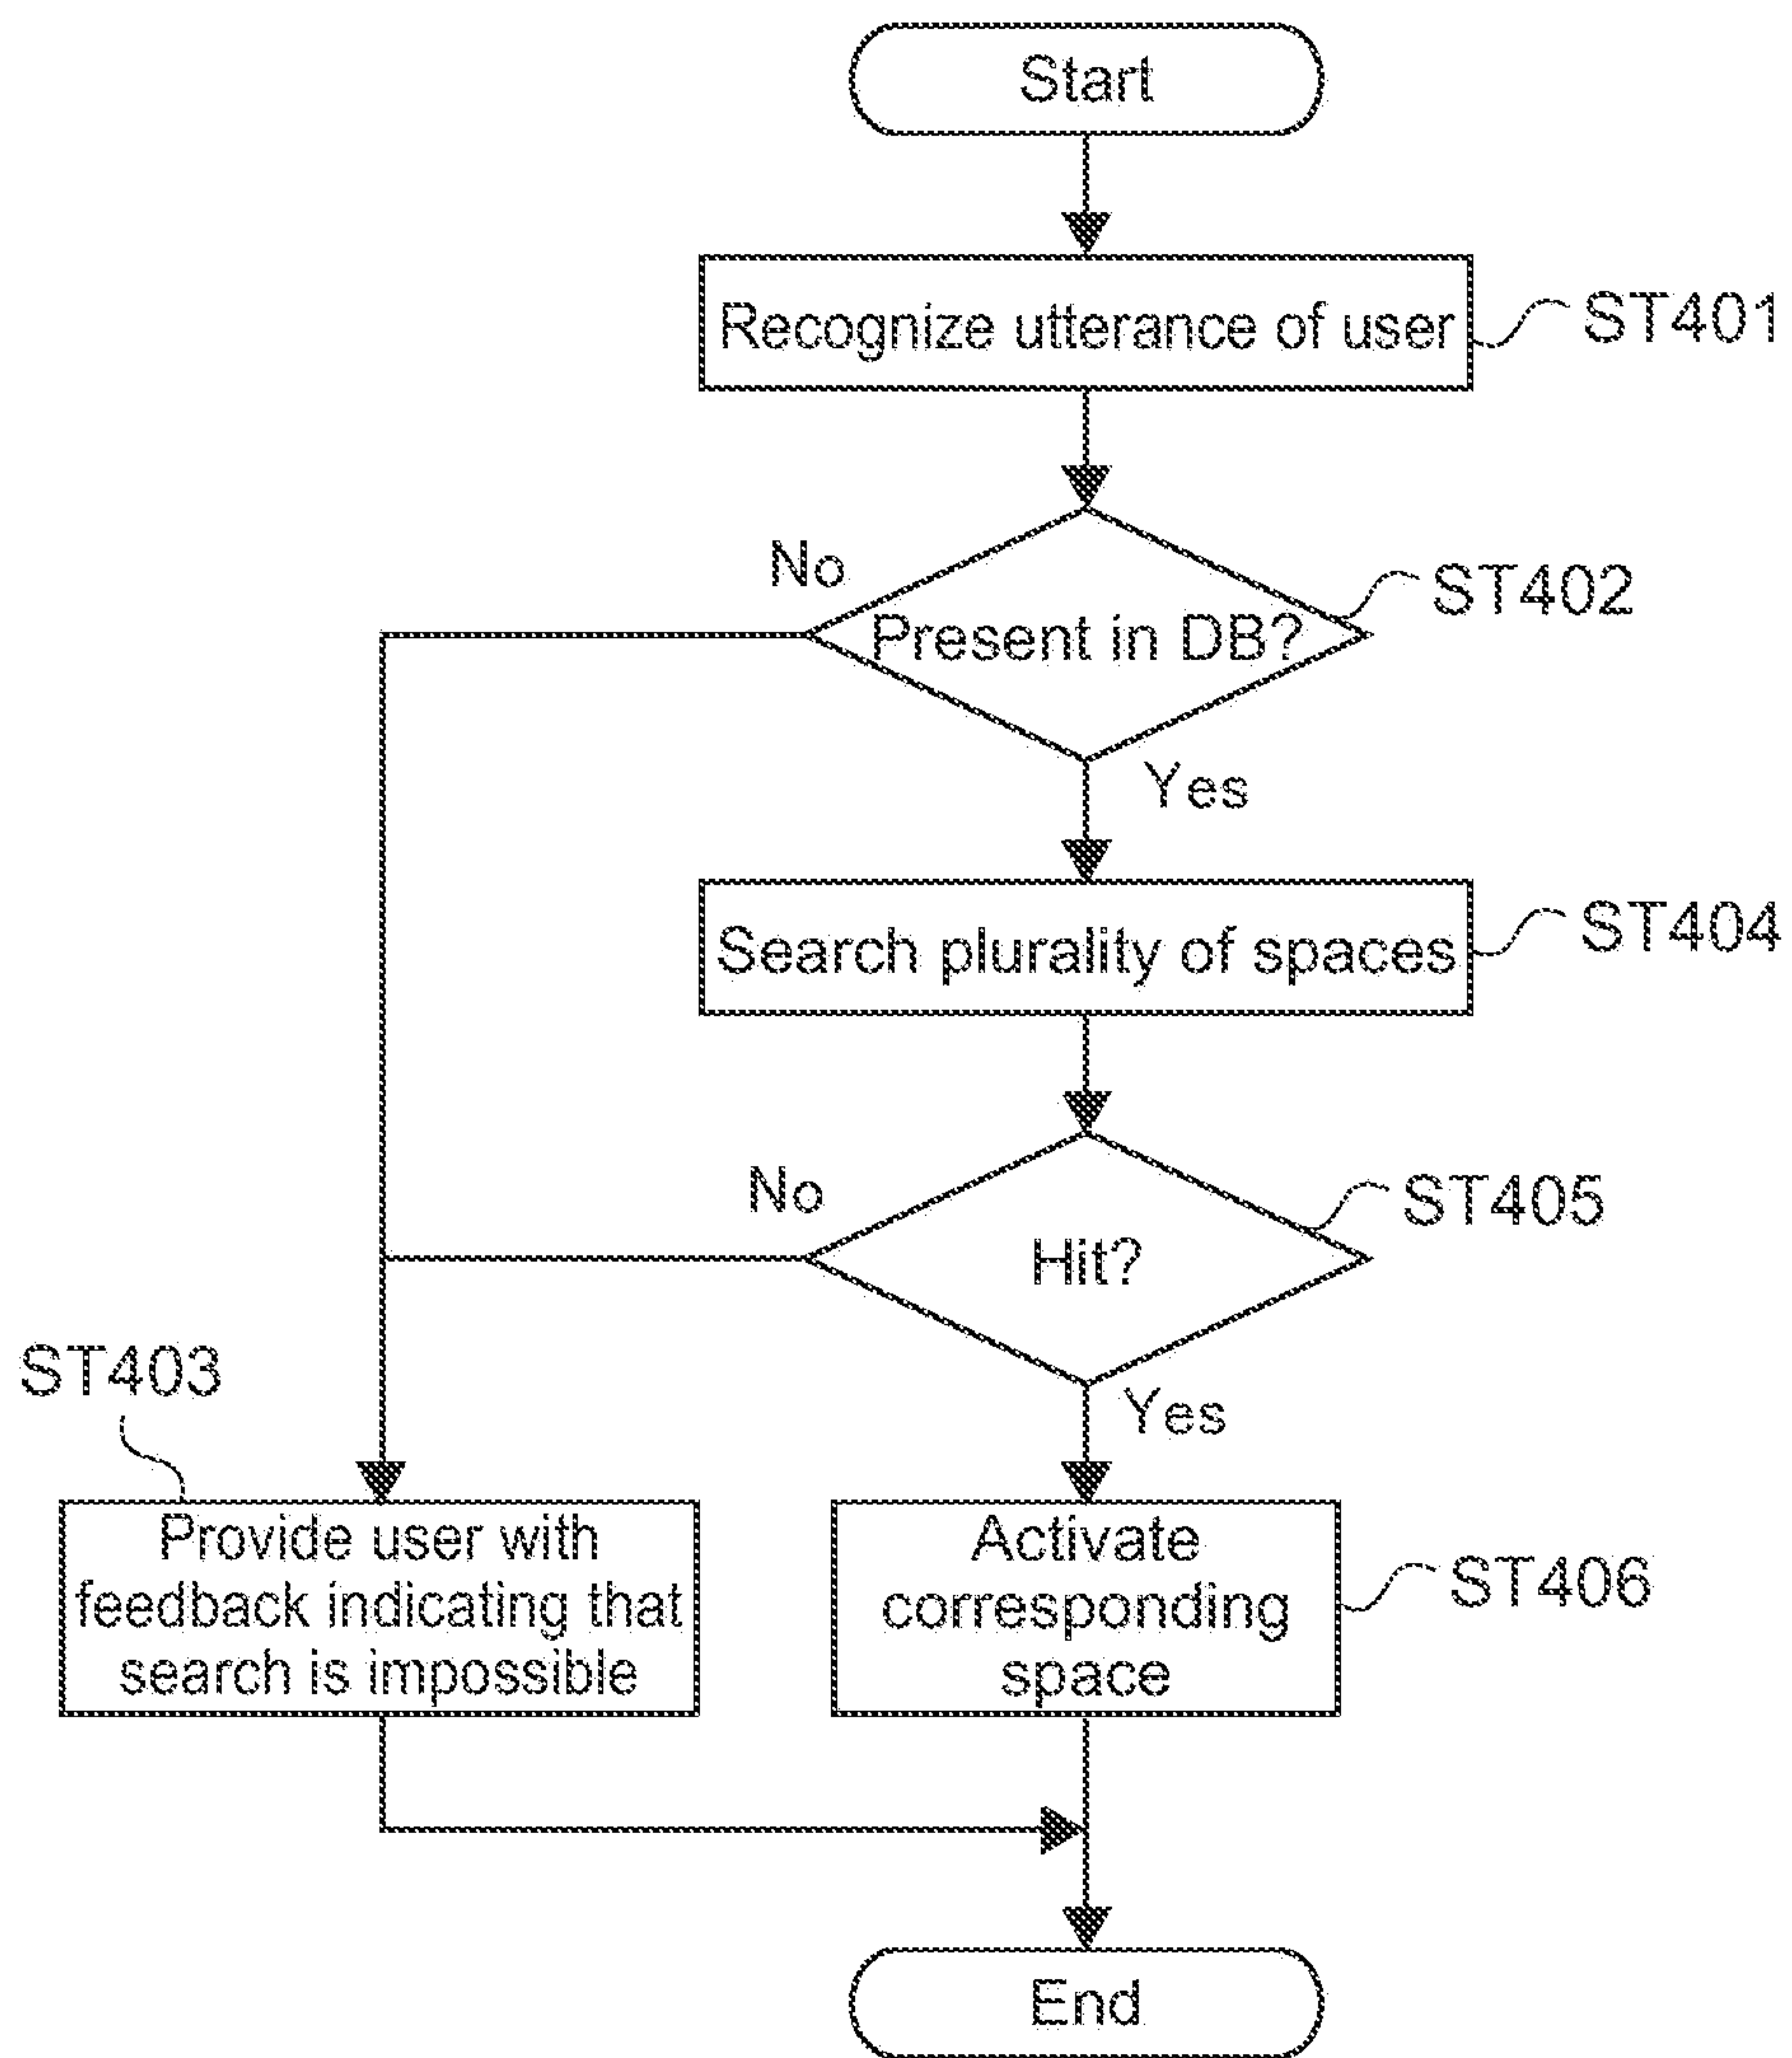 Start
Recognize utterance of user
ST401
No
Present in DB?
ST402
Yes
Search plurality of spaces
ST404
No
Hit?
ST405
Yes
ST403
Provide user with
feedback indicating that
search is impossible
Activate
corresponding
space
ST406
End